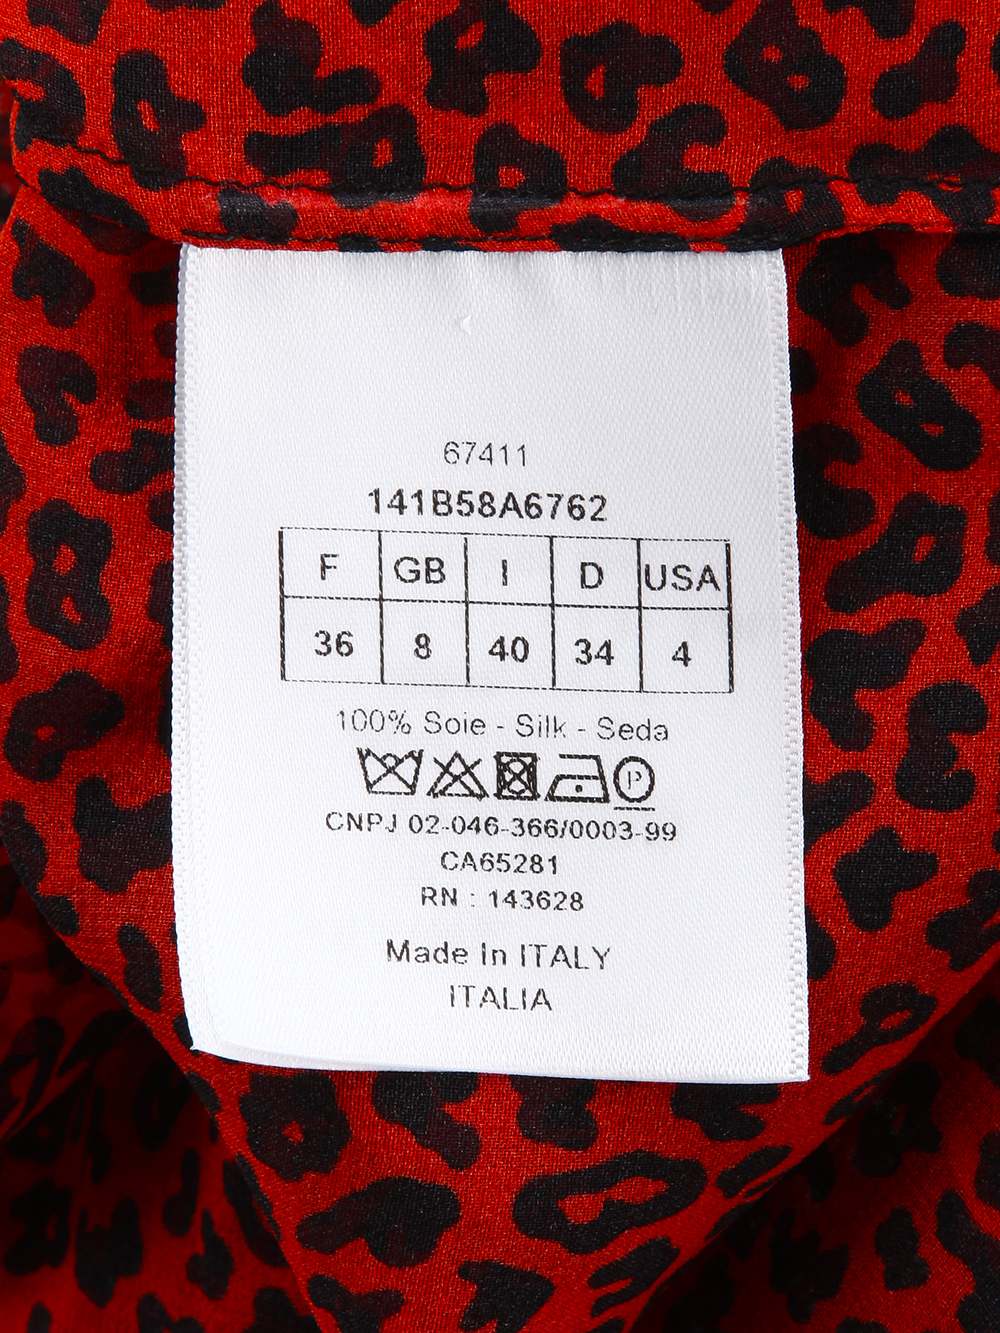 67411
141B58A6762
F GB I D USA
36 8 40 34 4
100% Soie - Silk - Seda
P
CNPJ 02-046-366/0003-99
CA65281
RN : 143628
Made In ITALY
ITALIA